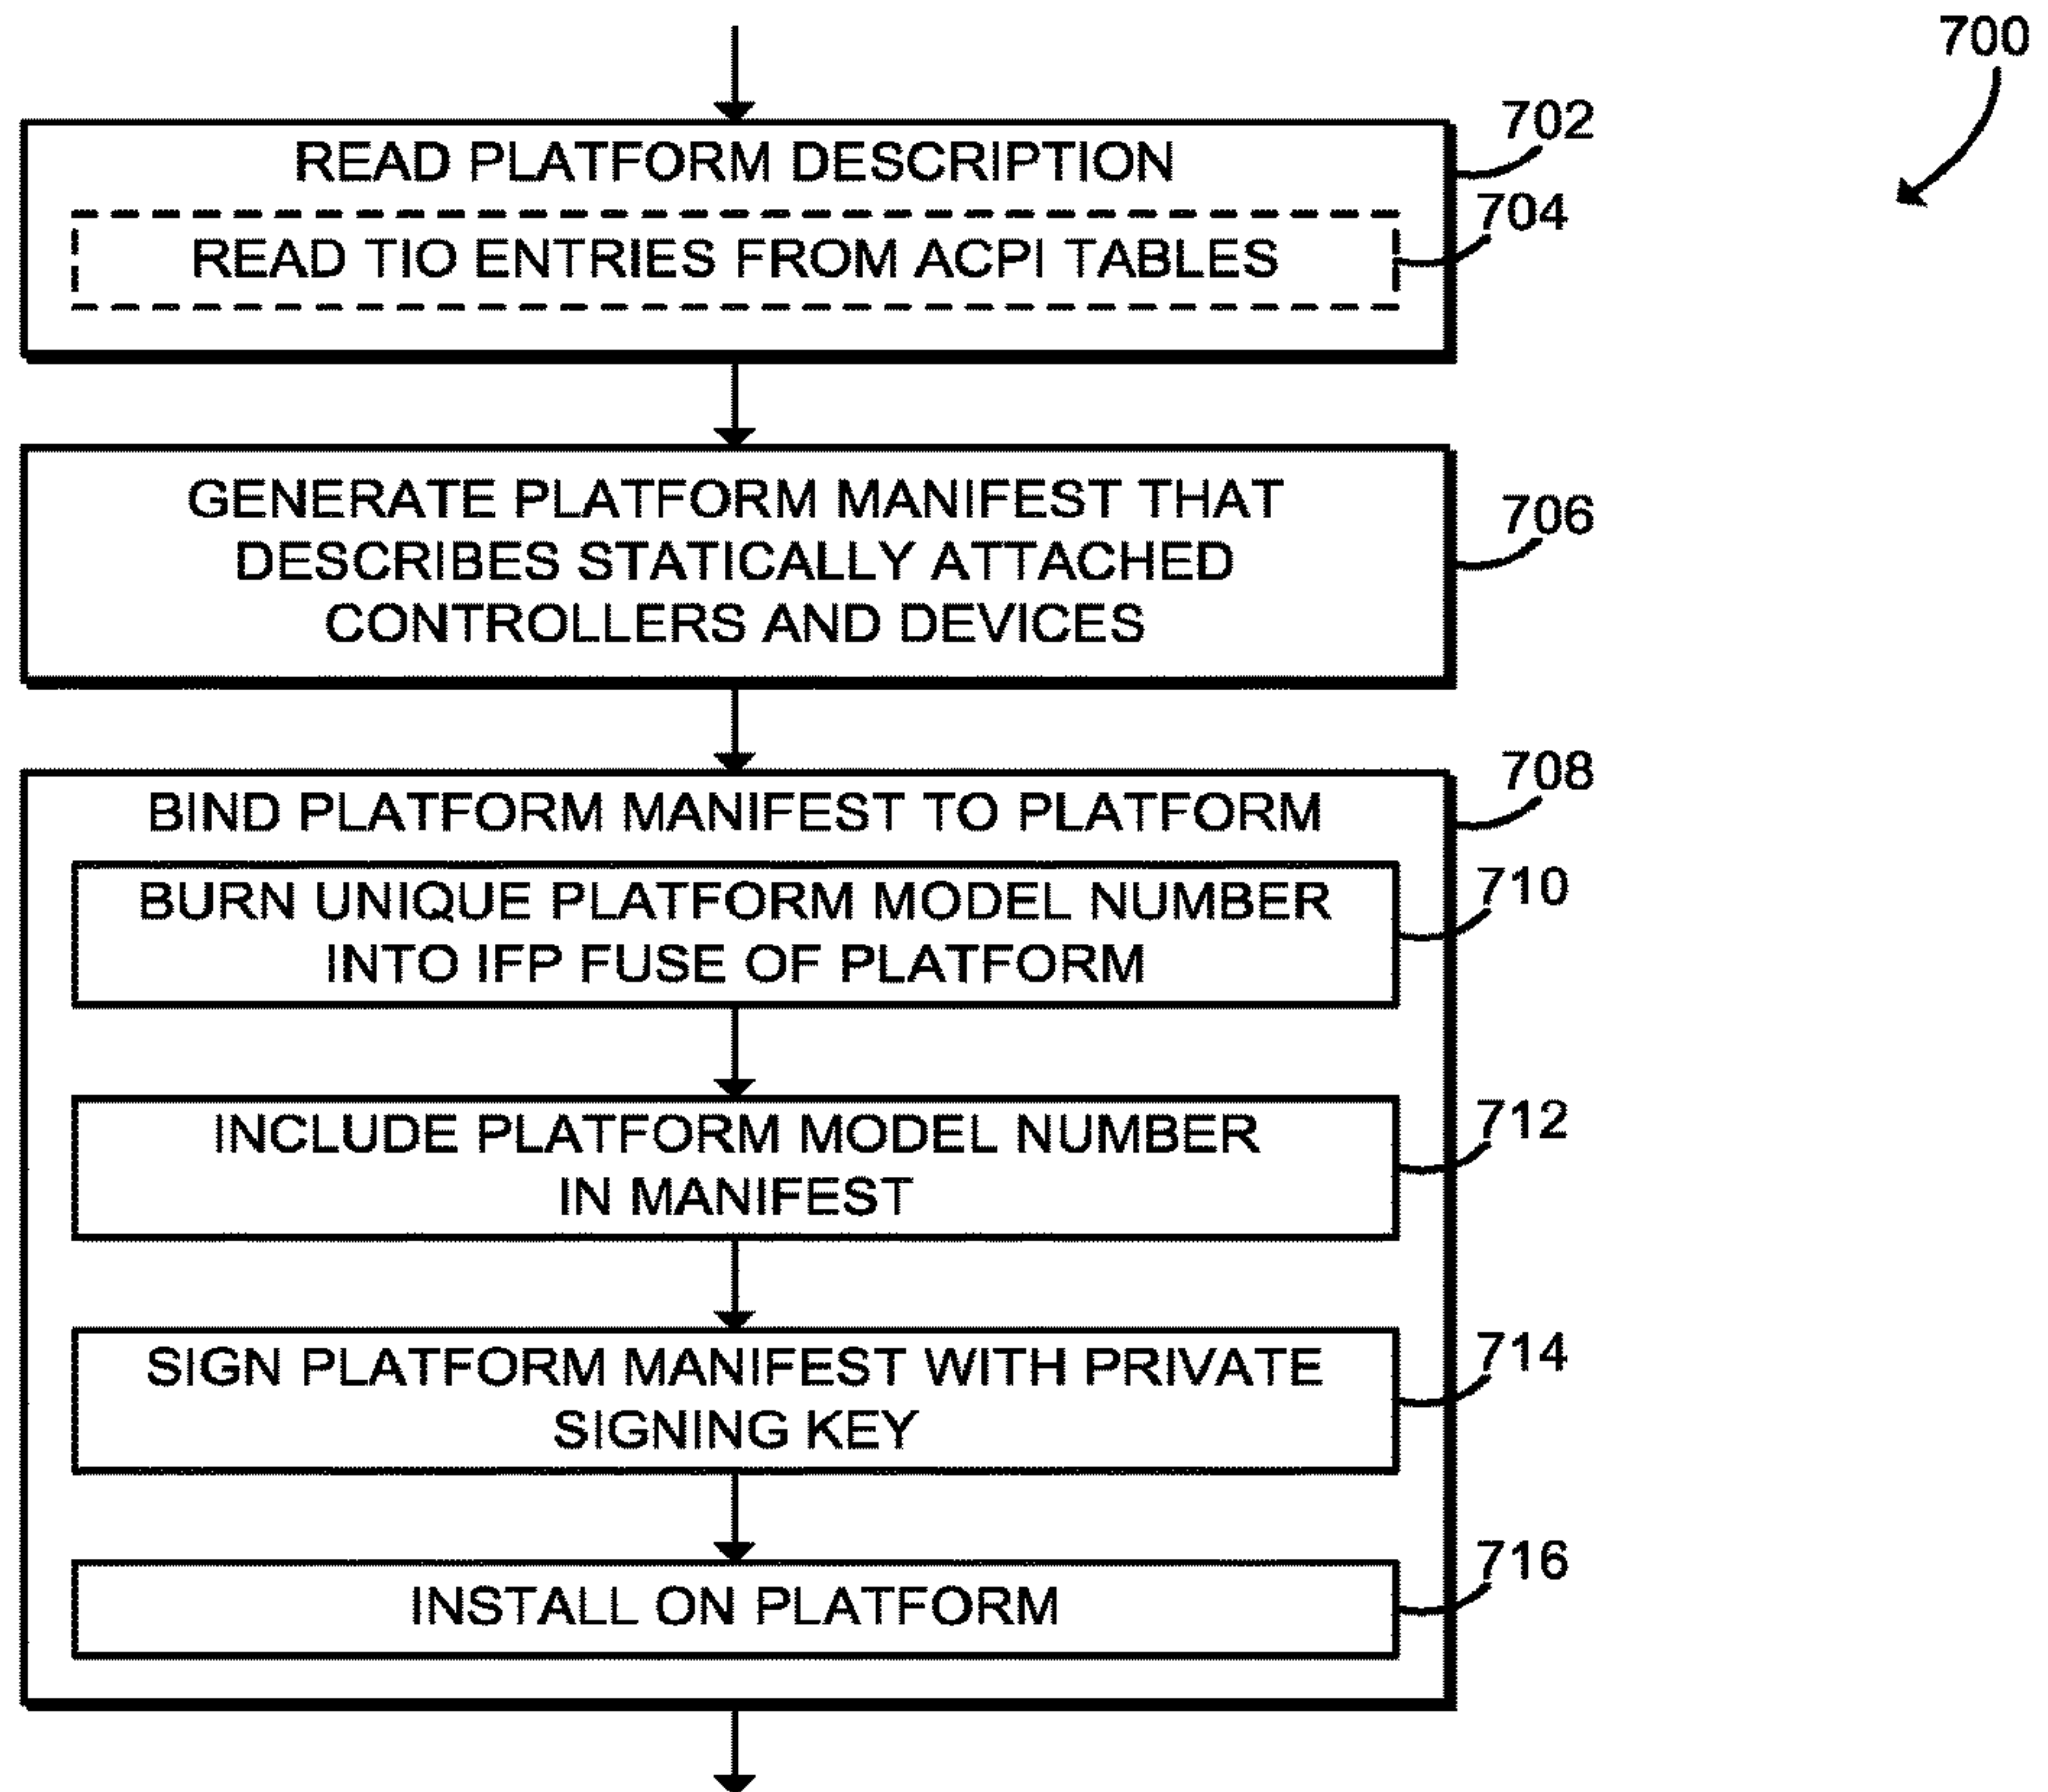 700
702
READ PLATFORM DESCRIPTION
704
READ TIO ENTRIES FROM ACPI TABLES
GENERATE PLATFORM MANIFEST THAT
DESCRIBES STATICALLY ATTACHED
CONTROLLERS AND DEVICES
706
708
BIND PLATFORM MANIFEST TO PLATFORM
710
BURN UNIQUE PLATFORM MODEL NUMBER
INTO IFP FUSE OF PLATFORM
712
INCLUDE PLATFORM MODEL NUMBER
IN MANIFEST
714
SIGN PLATFORM MANIFEST WITH PRIVATE
SIGNING KEY
716
INSTALL ON PLATFORM